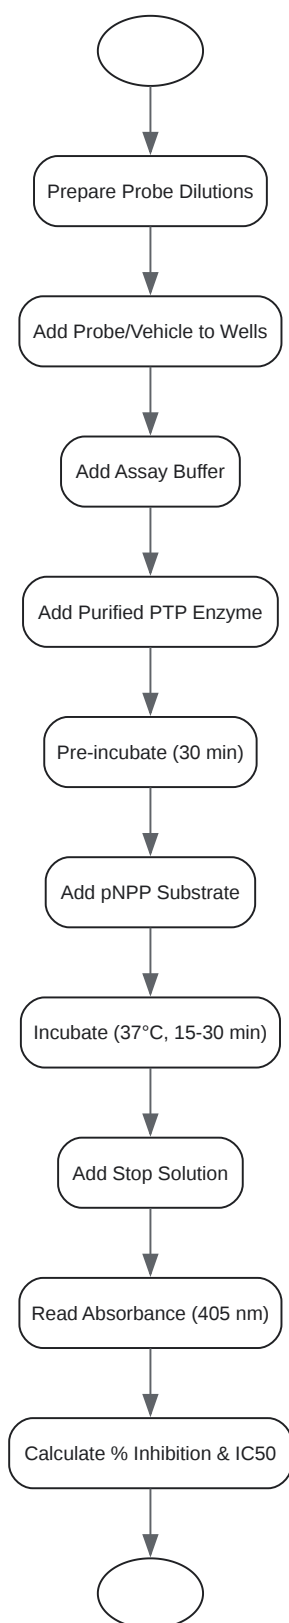 Prepare Probe Dilutions
Add Probe/Vehicle to Wells
Add Assay Buffer
Add Purified PTP Enzyme
Pre-incubate (30 min)
Add pNPP Substrate
Incubate (37°C, 15-30 min)
Add Stop Solution
Read Absorbance (405 nm)
Calculate % Inhibition & IC50